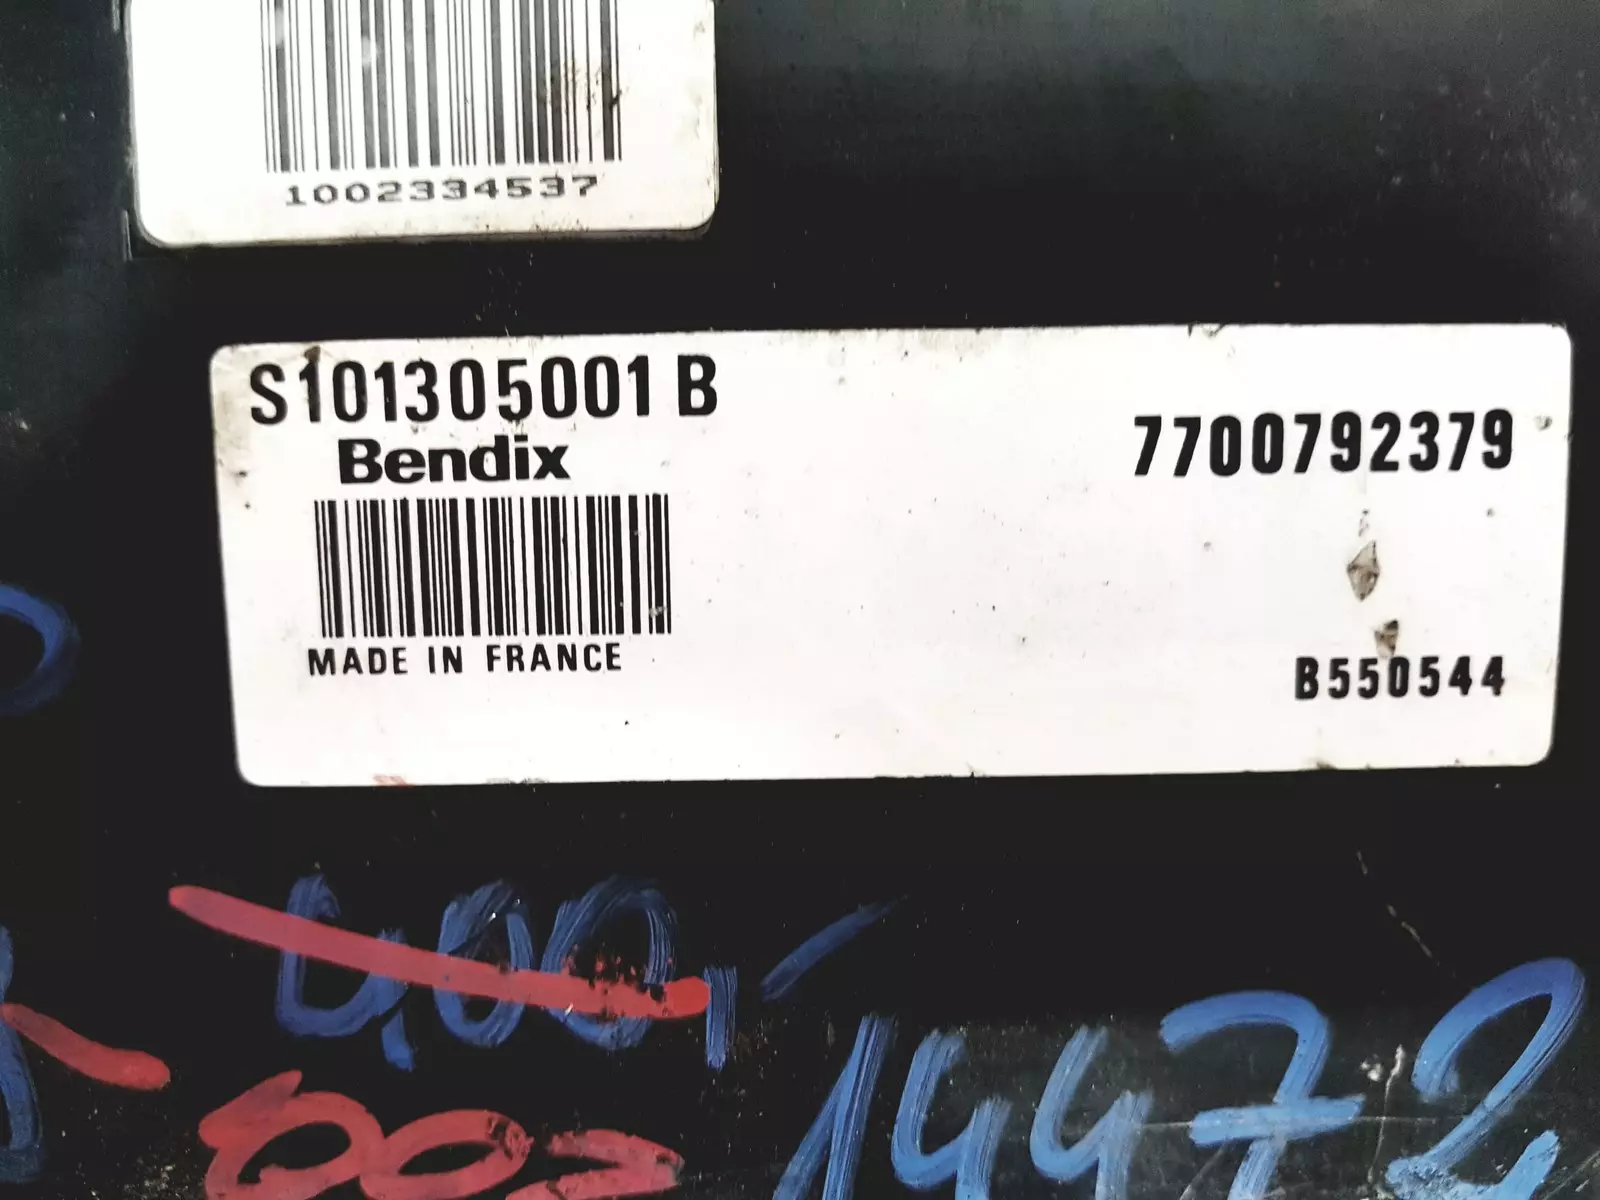 1002334537
S101305001 B
Bendix
7700792379
MADE IN FRANCE
B550544
14472